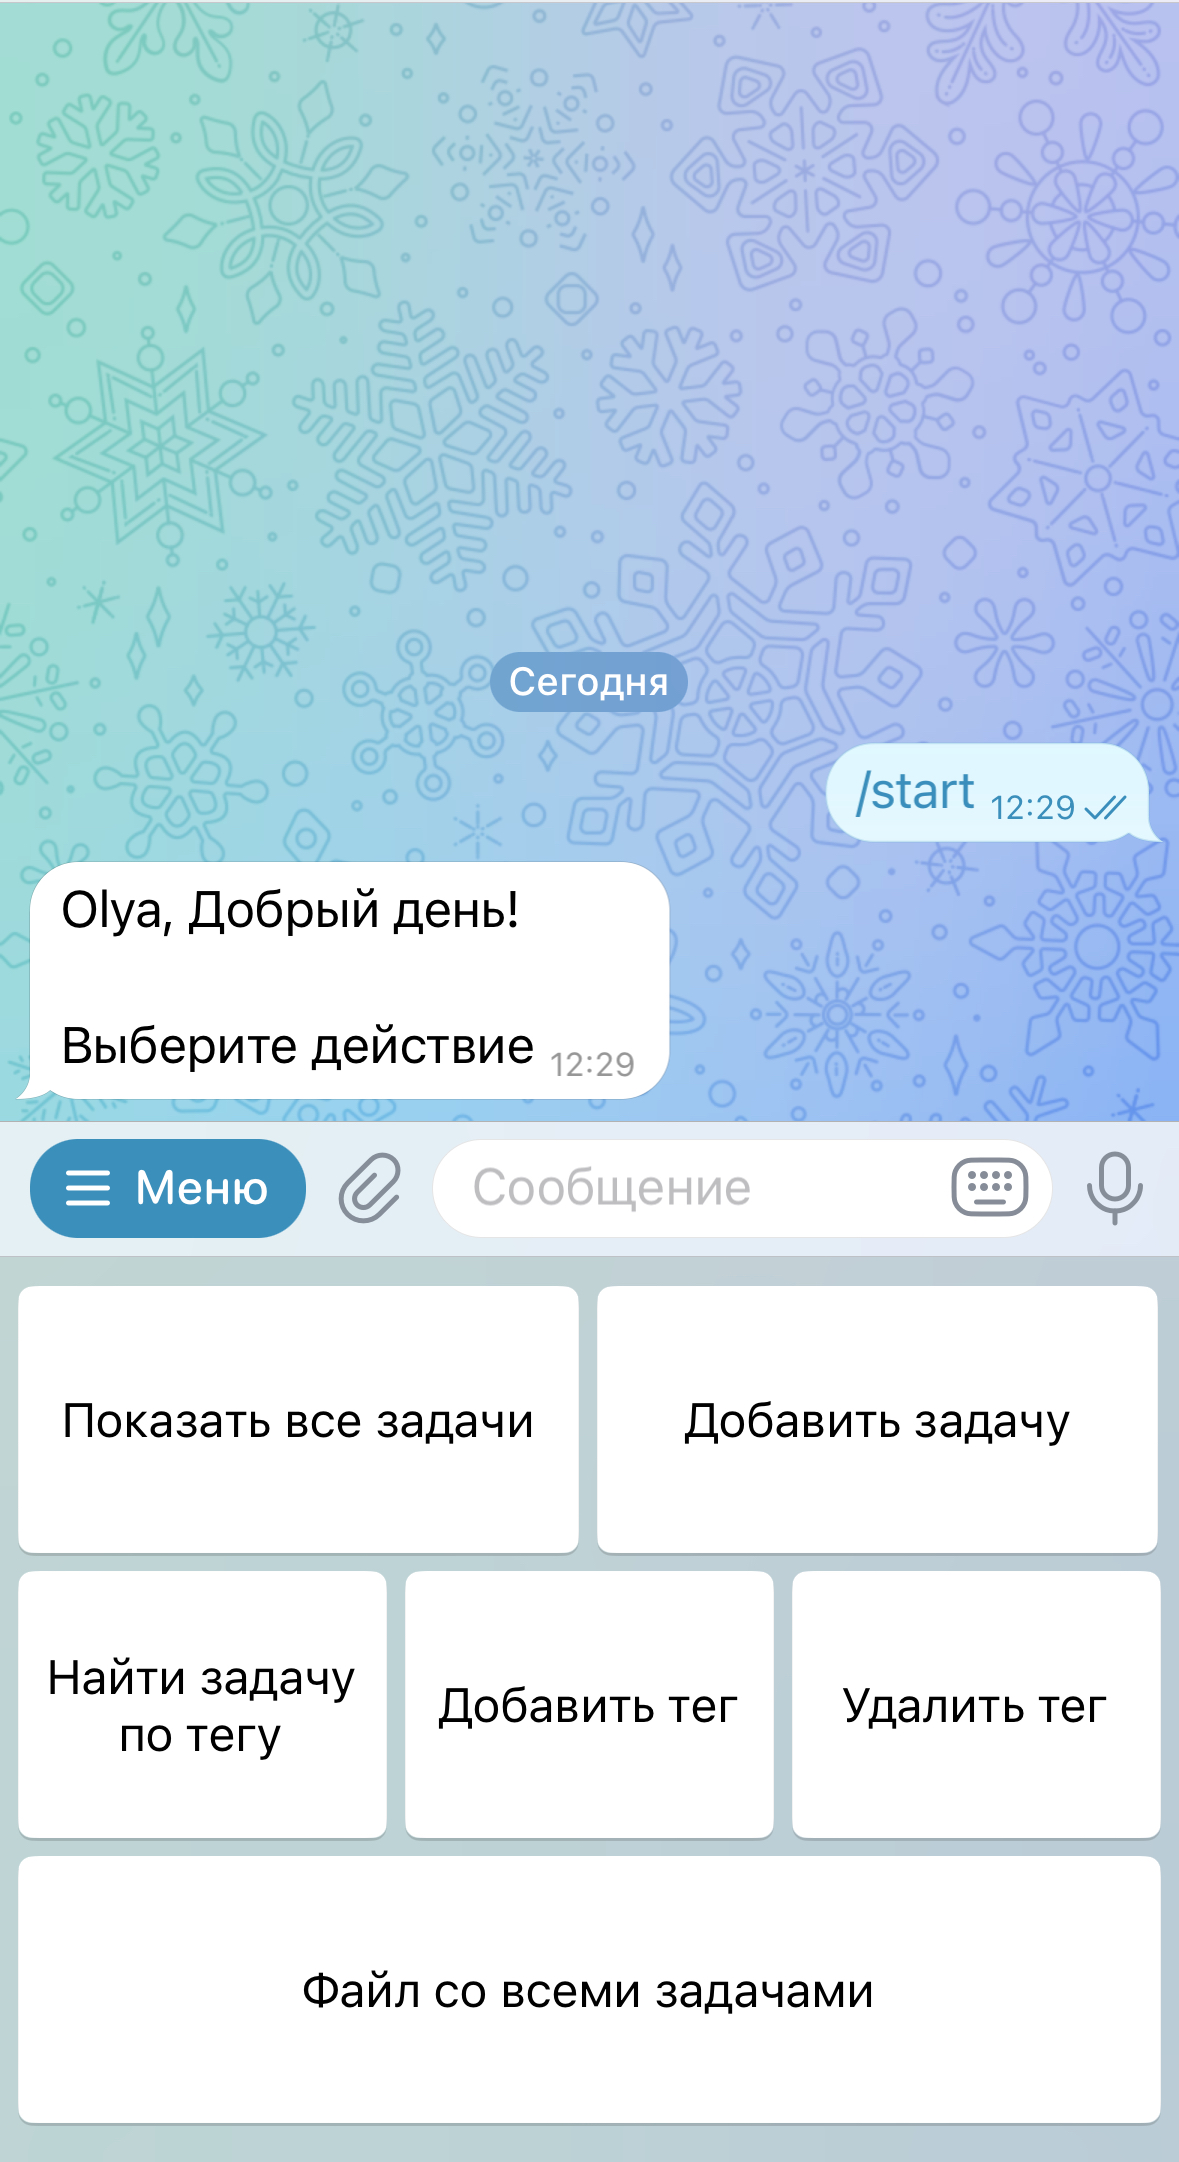 Сегодня
/start 12:29
Olya, Добрый день!
Выберите действие 12:29
Меню
Сообщение
Показать все задачи
Добавить задачу
Найти задачу
по тегу
Добавить тег
Удалить тег
Файл со всеми задачами